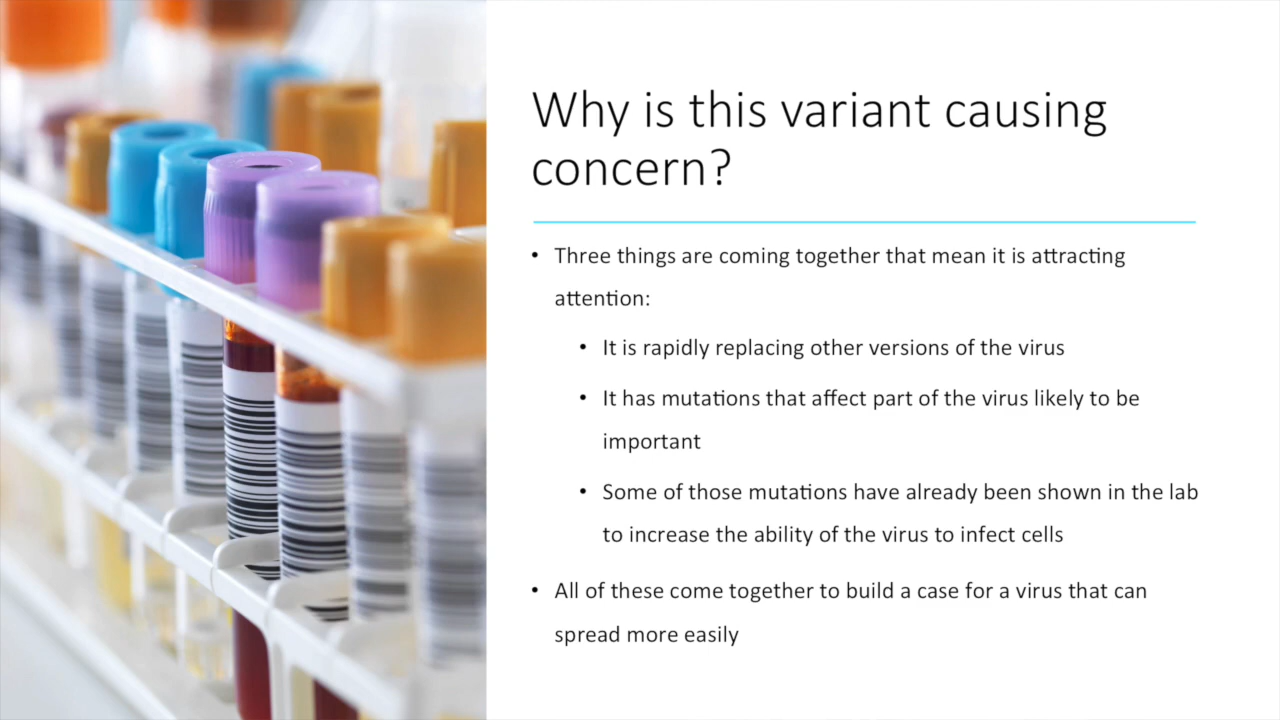 Why is this variant causing
concern?
• Three things are coming together that mean it is attracting
attention:
• It is rapidly replacing other versions of the virus
• It has mutations that affect part of the virus likely to be
important
• Some of those mutations have already been shown in the lab
to increase the ability of the virus to infect cells
• All of these come together to build a case for a virus that can
spread more easily